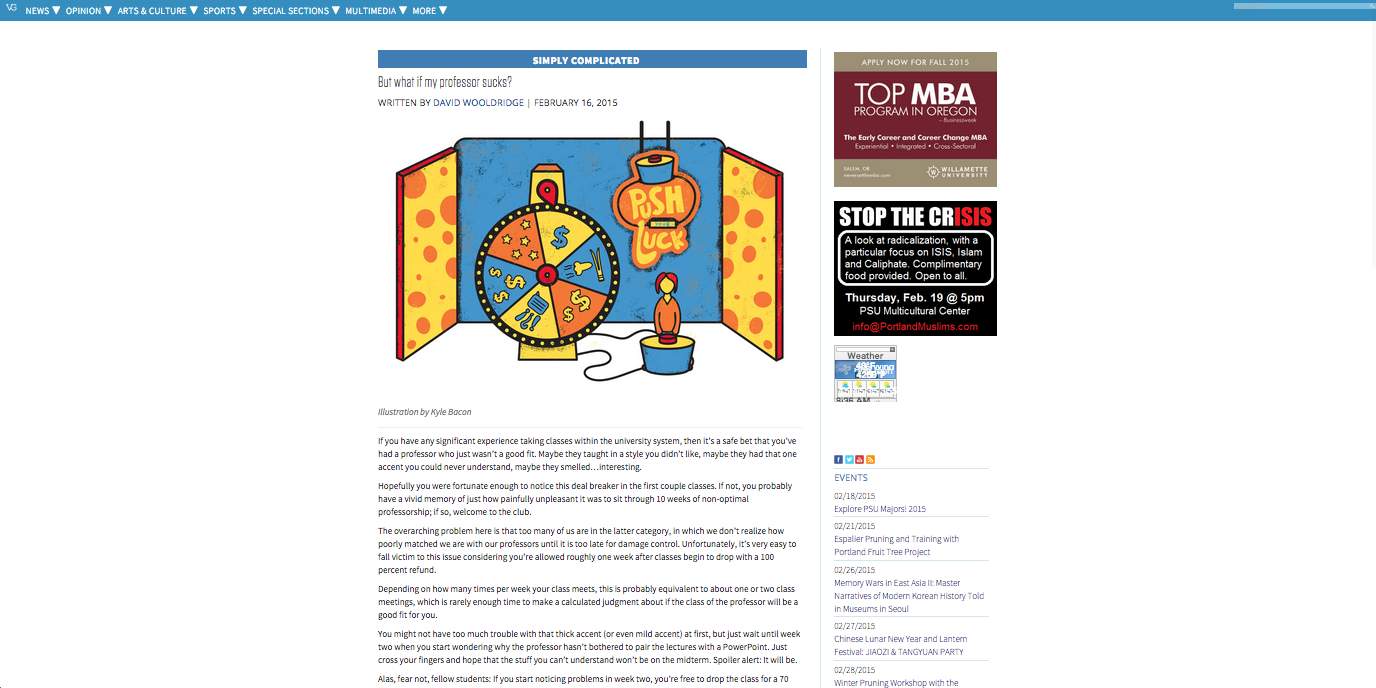 VG NEWS ▼ OPINION ▼ ARTS & CULTURE ▼ SPORTS ▼ SPECIAL SECTIONS ▼ MULTIMEDIA ▼ MORE ▼
SIMPLY COMPLICATED
But what if my professor sucks?
WRITTEN BY DAVID WOOLDRIDGE | FEBRUARY 16, 2015
PUSH
YOUR
LUCK
Illustration by Kyle Bacon
If you have any significant experience taking classes within the university system, then it's a safe bet that you've
had a professor who just wasn't a good fit. Maybe they taught in a style you didn't like, maybe they had that one
accent you could never understand, maybe they smelled…interesting.
Hopefully you were fortunate enough to notice this deal breaker in the first couple classes. If not, you probably
have a vivid memory of just how painfully unpleasant it was to sit through 10 weeks of non-optimal
professorship; if so, welcome to the club.
The overarching problem here is that too many of us are in the latter category, in which we don't realize how
poorly matched we are with our professors until it is too late for damage control. Unfortunately, it's very easy to
fall victim to this issue considering you're allowed roughly one week after classes begin to drop with a 100
percent refund.
Depending on how many times per week your class meets, this is probably equivalent to about one or two class
meetings, which is rarely enough time to make a calculated judgment about if the class of the professor will be a
good fit for you.
You might not have too much trouble with that thick accent (or even mild accent) at first, but just wait until week
two when you start wondering why the professor hasn't bothered to pair the lectures with a PowerPoint. Just
cross your fingers and hope that the stuff you can't understand won't be on the midterm. Spoiler alert: It will be.
Alas, fear not, fellow students: If you start noticing problems in week two, you're free to drop the class for a 70
APPLY NOW FOR FALL 2015
TOP MBA
PROGRAM IN OREGON
– Businessweek
The Early Career and Career Change MBA
Experiential • Integrated • Cross-Sectoral
SALEM, OR
neversettlemba.com
WILLAMETTE
UNIVERSITY
STOP THE CRISIS
A look at radicalization, with a
particular focus on ISIS, Islam
and Caliphate. Complimentary
food provided. Open to all.
Thursday, Feb. 19 @ 5pm
PSU Multicultural Center
info@PortlandMuslims.com
Weather
8:36 AM
EVENTS
02/18/2015
Explore PSU Majors! 2015
02/21/2015
Espalier Pruning and Training with
Portland Fruit Tree Project
02/26/2015
Memory Wars in East Asia II: Master
Narratives of Modern Korean History Told
in Museums in Seoul
02/27/2015
Chinese Lunar New Year and Lantern
Festival: JIAOZI & TANGYUAN PARTY
02/28/2015
Winter Pruning Workshop with the